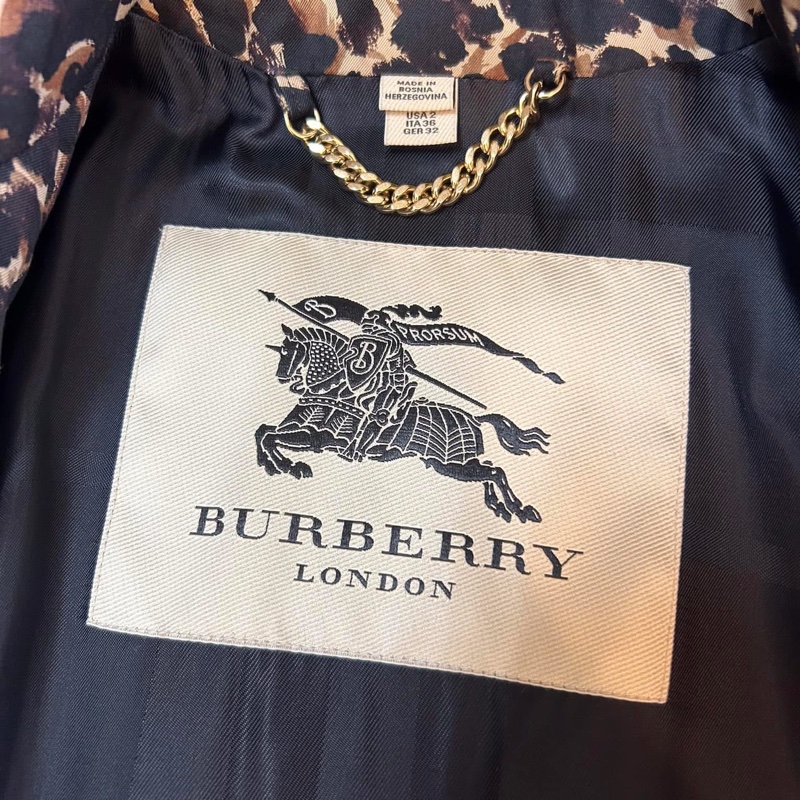 MADE IN
BOSNIA
HERZEGOVINA
USA 2
ITA 36
GER 32
B PRORSUM
B
BURBERRY
LONDON